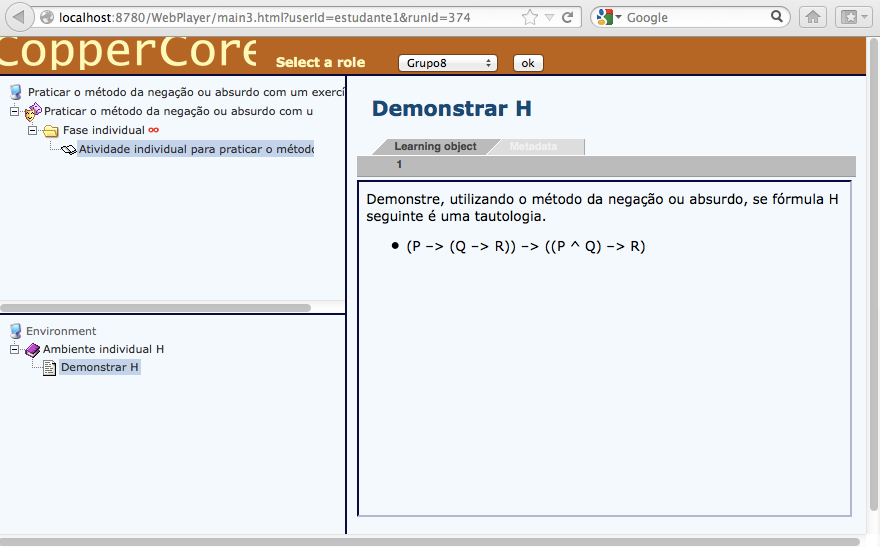 localhost:8780/WebPlayer/main3.html?userId=estudante1&runId=374
Google
CopperCore
Select a role
Grupo8
ok
Praticar o método da negação ou absurdo com um exercí
Praticar o método da negação ou absurdo com u
Fase individual
Atividade individual para praticar o método
Environment
Ambiente individual H
Demonstrar H
Demonstrar H
Learning object
Metadata
1
Demonstre, utilizando o método da negação ou absurdo, se fórmula H
seguinte é uma tautologia.
• (P -> (Q -> R)) -> ((P ^ Q) -> R)